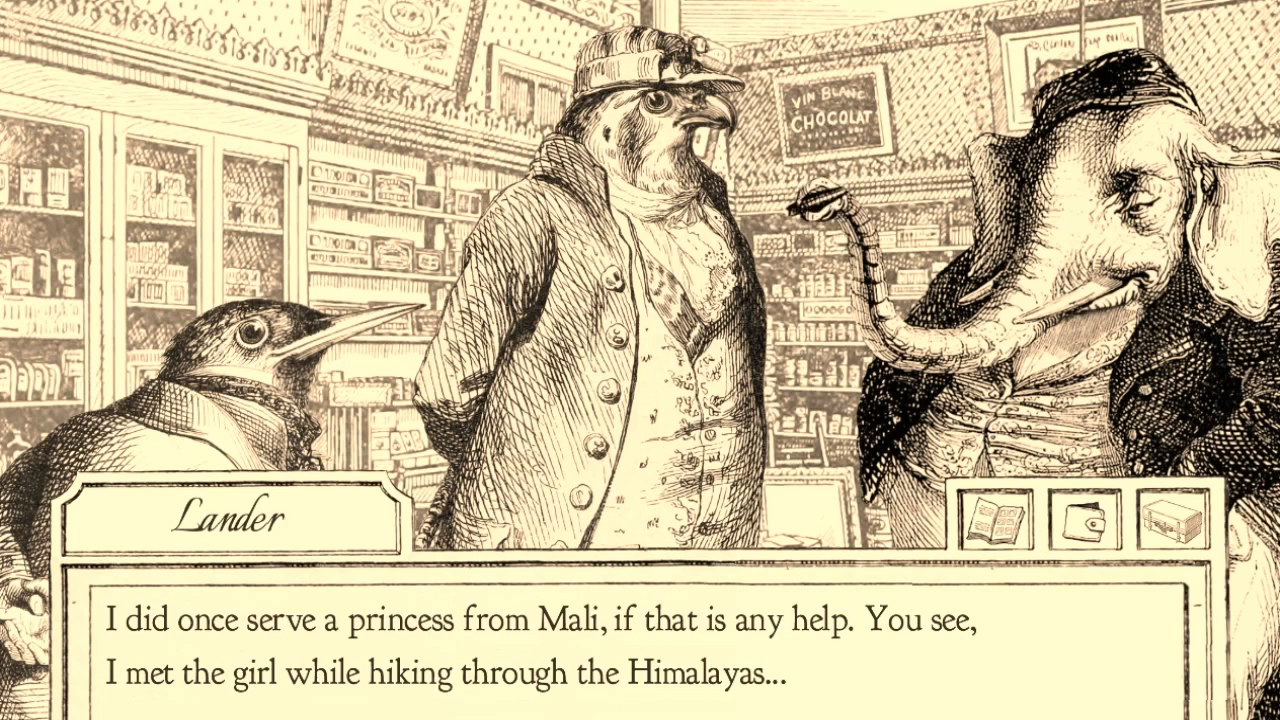 VIN BLANC
CHOCOLAT
Lander
I did once serve a princess from Mali, if that is any help. You see,
I met the girl while hiking through the Himalayas...